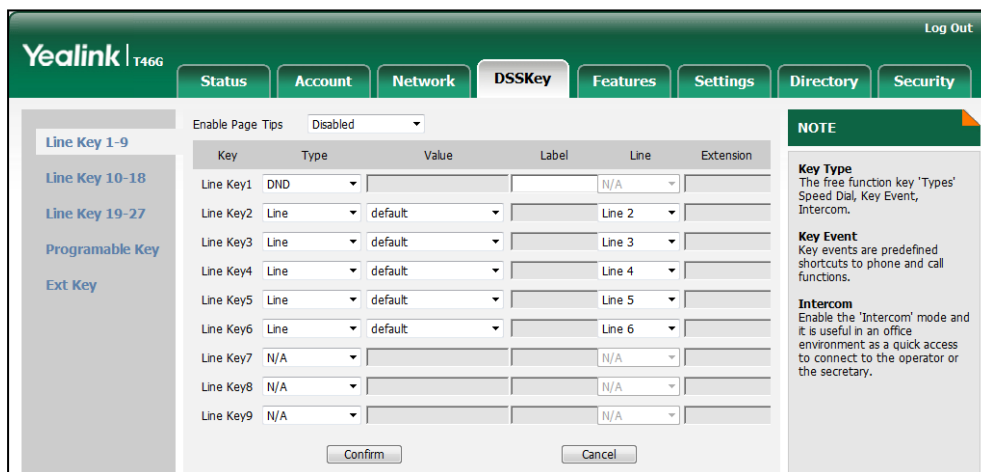 Log Out
Yealink T46G
Status Account Network DSSKey Features Settings Directory Security
Line Key 1-9
Line Key 10-18
Line Key 19-27
Programable Key
Ext Key
Enable Page Tips Disabled
Key Type Value Label Line Extension
Line Key1 DND N/A
Line Key2 Line default Line 2
Line Key3 Line default Line 3
Line Key4 Line default Line 4
Line Key5 Line default Line 5
Line Key6 Line default Line 6
Line Key7 N/A N/A
Line Key8 N/A N/A
Line Key9 N/A N/A
Confirm Cancel
NOTE
Key Type
The free function key 'Types'
Speed Dial, Key Event,
Intercom.
Key Event
Key events are predefined
shortcuts to phone and call
functions.
Intercom
Enable the 'Intercom' mode and
it is useful in an office
environment as a quick access
to connect to the operator or
the secretary.